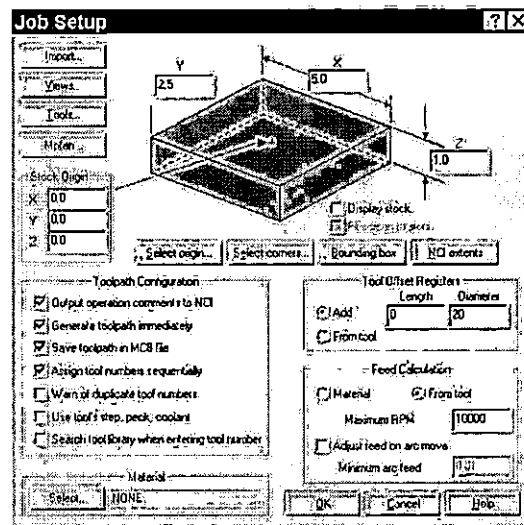 Job Setup ? X
Import...
Views...
Tools...
Y
2.5
X
5.0
Z
1.0
Stock Origin
X 0.0
Y 0.0
Z 0.0
Display stock
Select origin... Select corners... Bounding box NCI extents
Toolpath Configuration
Output operation comments to NCI
Generate toolpath immediately
Save toolpath in MC8 file
Assign tool numbers sequentially
Warn of duplicate tool numbers
Use tool's step, peck, coolant
Search tool library when entering tool number
Tool Offset Registers
Length Diameter
Add 0 20
From tool
Feed Calculation
Material From tool
Maximum RPM 10000
Adjust feed on arc move
Minimum arc feed
Material
Select... NONE
OK Cancel Help